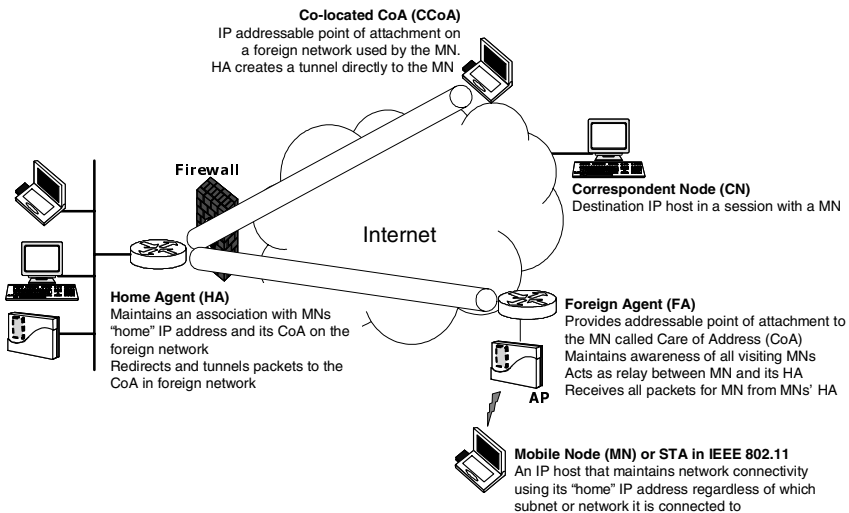 Co-located CoA (CCoA)
IP addressable point of attachment on
a foreign network used by the MN.
HA creates a tunnel directly to the MN
Firewall
Correspondent Node (CN)
Destination IP host in a session with a MN
Internet
Home Agent (HA)
Maintains an association with MNs
“home” IP address and its CoA on the
foreign network
Redirects and tunnels packets to the
CoA in foreign network
Foreign Agent (FA)
Provides addressable point of attachment to
the MN called Care of Address (CoA)
Maintains awareness of all visiting MNs
Acts as relay between MN and its HA
Receives all packets for MN from MNs’ HA
AP
Mobile Node (MN) or STA in IEEE 802.11
An IP host that maintains network connectivity
using its “home” IP address regardless of which
subnet or network it is connected to